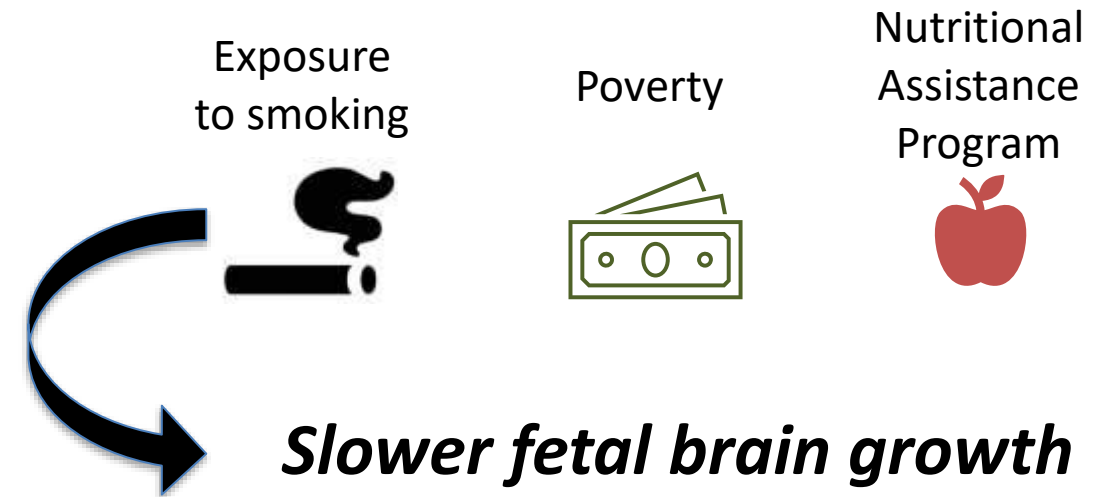 Exposure
to smoking
Poverty
Nutritional
Assistance
Program
Slower fetal brain growth